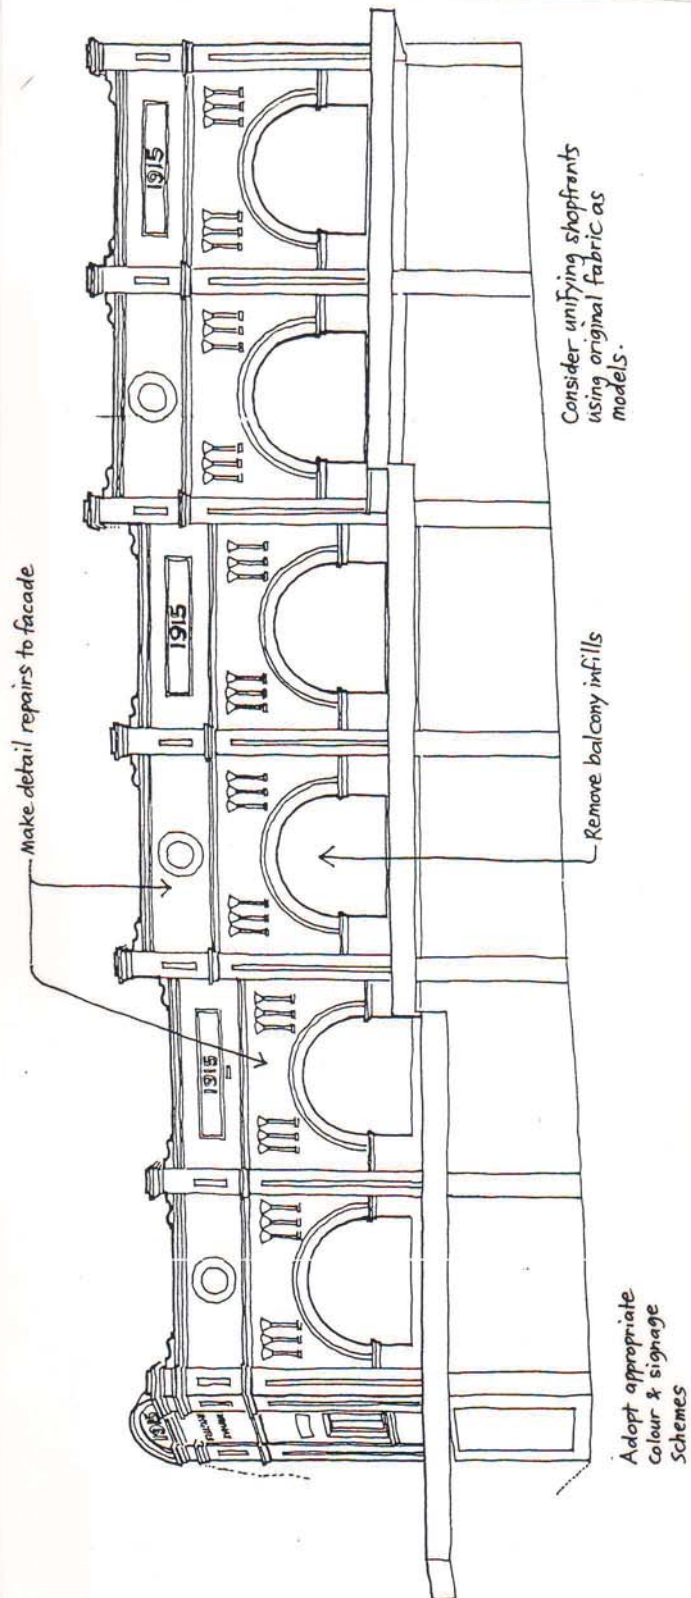 Make detail repairs to facade
1915
1915
1915
Remove balcony infills
Consider unifying shopfronts
using original fabric as
models.
Adopt appropriate
colour & signage
schemes